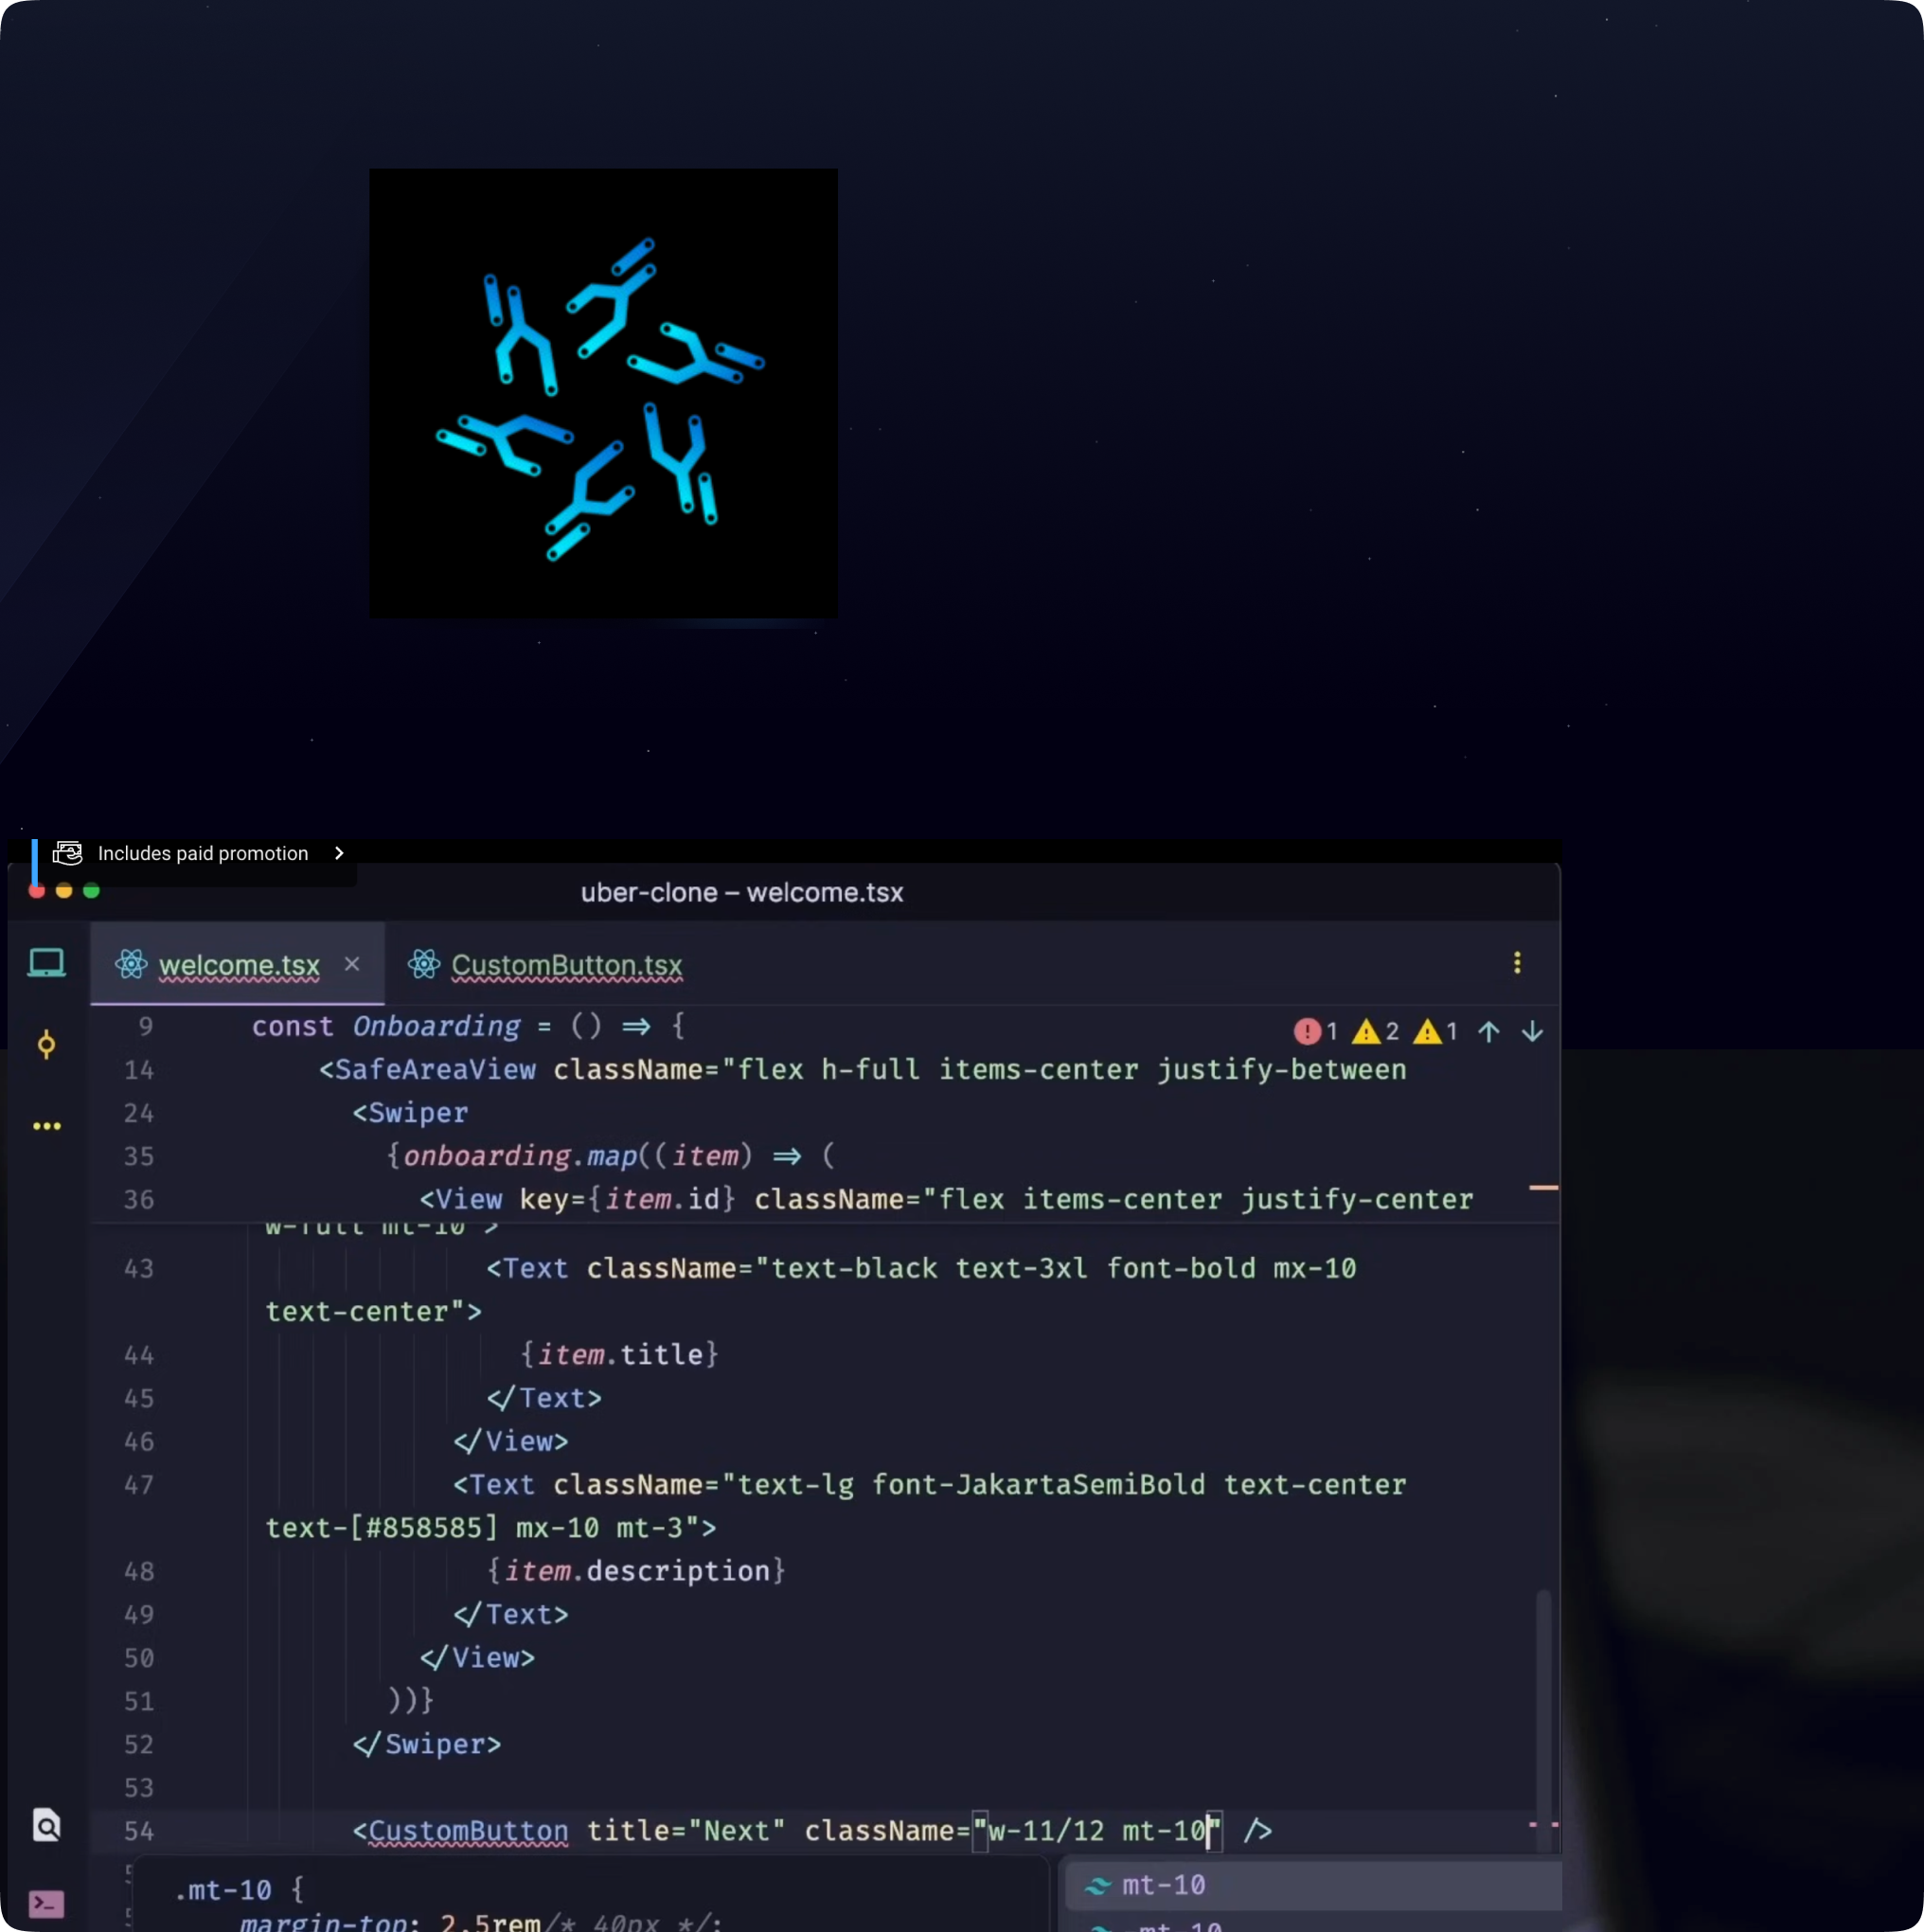 Includes paid promotion
uber-clone – welcome.tsx
welcome.tsx × CustomButton.tsx
9 const Onboarding = () => { 1 2 1
14 <SafeAreaView className="flex h-full items-center justify-between
24 <Swiper
35 {onboarding.map((item) => (
36 <View key={item.id} className="flex items-center justify-center
w-full mt-10">
43 <Text className="text-black text-3xl font-bold mx-10
text-center">
44 {item.title}
45 </Text>
46 </View>
47 <Text className="text-lg font-JakartaSemiBold text-center
text-[#858585] mx-10 mt-3">
48 {item.description}
49 </Text>
50 </View>
51 ))}
52 </Swiper>
53
54 <CustomButton title="Next" className="w-11/12 mt-10" />
.mt-10 {
margin-top: 2.5rem/* 40px */;
mt-10
-mt-10